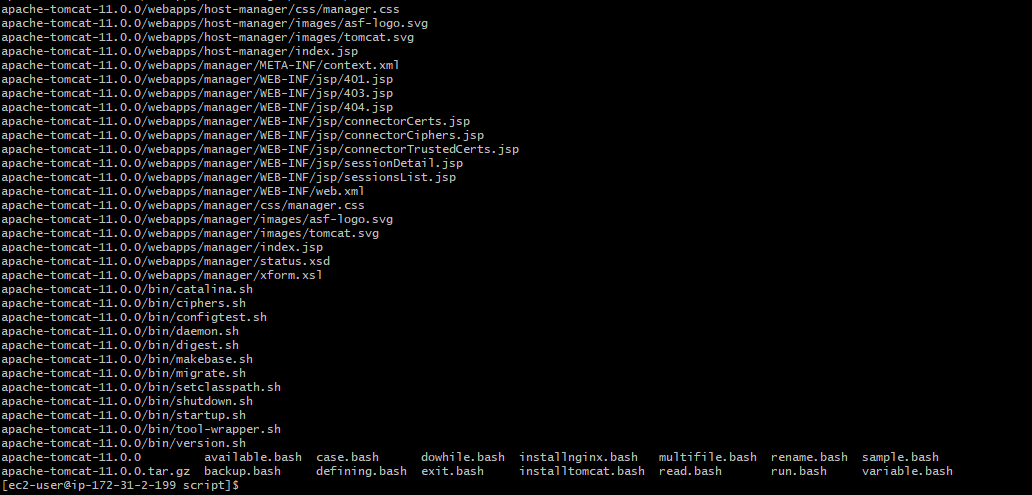 apache-tomcat-11.0.0/webapps/host-manager/css/manager.css
apache-tomcat-11.0.0/webapps/host-manager/images/asf-logo.svg
apache-tomcat-11.0.0/webapps/host-manager/images/tomcat.svg
apache-tomcat-11.0.0/webapps/host-manager/index.jsp
apache-tomcat-11.0.0/webapps/manager/META-INF/context.xml
apache-tomcat-11.0.0/webapps/manager/WEB-INF/jsp/401.jsp
apache-tomcat-11.0.0/webapps/manager/WEB-INF/jsp/403.jsp
apache-tomcat-11.0.0/webapps/manager/WEB-INF/jsp/404.jsp
apache-tomcat-11.0.0/webapps/manager/WEB-INF/jsp/connectorCerts.jsp
apache-tomcat-11.0.0/webapps/manager/WEB-INF/jsp/connectorCiphers.jsp
apache-tomcat-11.0.0/webapps/manager/WEB-INF/jsp/connectorTrustedCerts.jsp
apache-tomcat-11.0.0/webapps/manager/WEB-INF/jsp/sessionDetail.jsp
apache-tomcat-11.0.0/webapps/manager/WEB-INF/jsp/sessionsList.jsp
apache-tomcat-11.0.0/webapps/manager/WEB-INF/web.xml
apache-tomcat-11.0.0/webapps/manager/css/manager.css
apache-tomcat-11.0.0/webapps/manager/images/asf-logo.svg
apache-tomcat-11.0.0/webapps/manager/images/tomcat.svg
apache-tomcat-11.0.0/webapps/manager/index.jsp
apache-tomcat-11.0.0/webapps/manager/status.xsd
apache-tomcat-11.0.0/webapps/manager/xform.xsl
apache-tomcat-11.0.0/bin/catalina.sh
apache-tomcat-11.0.0/bin/ciphers.sh
apache-tomcat-11.0.0/bin/configtest.sh
apache-tomcat-11.0.0/bin/daemon.sh
apache-tomcat-11.0.0/bin/digest.sh
apache-tomcat-11.0.0/bin/makebase.sh
apache-tomcat-11.0.0/bin/migrate.sh
apache-tomcat-11.0.0/bin/setclasspath.sh
apache-tomcat-11.0.0/bin/shutdown.sh
apache-tomcat-11.0.0/bin/startup.sh
apache-tomcat-11.0.0/bin/tool-wrapper.sh
apache-tomcat-11.0.0/bin/version.sh
apache-tomcat-11.0.0         available.bash  case.bash      dowhile.bash  installnginx.bash   multifile.bash  rename.bash  sample.bash
apache-tomcat-11.0.0.tar.gz  backup.bash     defining.bash  exit.bash     installtomcat.bash  read.bash       run.bash     variable.bash
[ec2-user@ip-172-31-2-199 script]$